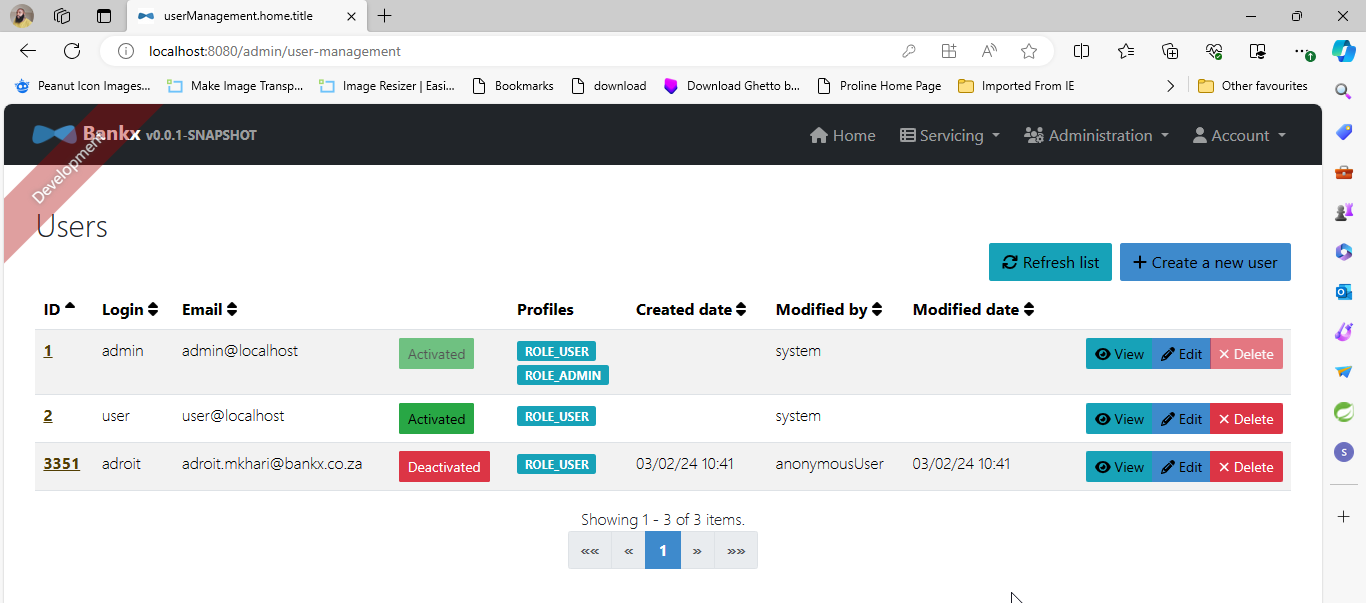 userManagement.home.title
localhost:8080/admin/user-management
Peanut Icon Images... Make Image Transp... Image Resizer | Easi... Bookmarks download Download Ghetto b... Proline Home Page Imported From IE Other favourites
Bankx v0.0.1-SNAPSHOT Home Servicing Administration Account
Development
Users
Refresh list Create a new user
ID Login Email Profiles Created date Modified by Modified date
1 admin admin@localhost Activated ROLE_USER system View Edit Delete
ROLE_ADMIN
2 user user@localhost Activated ROLE_USER system View Edit Delete
3351 adroit adroit.mkhari@bankx.co.za Deactivated ROLE_USER 03/02/24 10:41 anonymousUser 03/02/24 10:41 View Edit Delete
Showing 1 - 3 of 3 items.
«« « 1 » »»
S